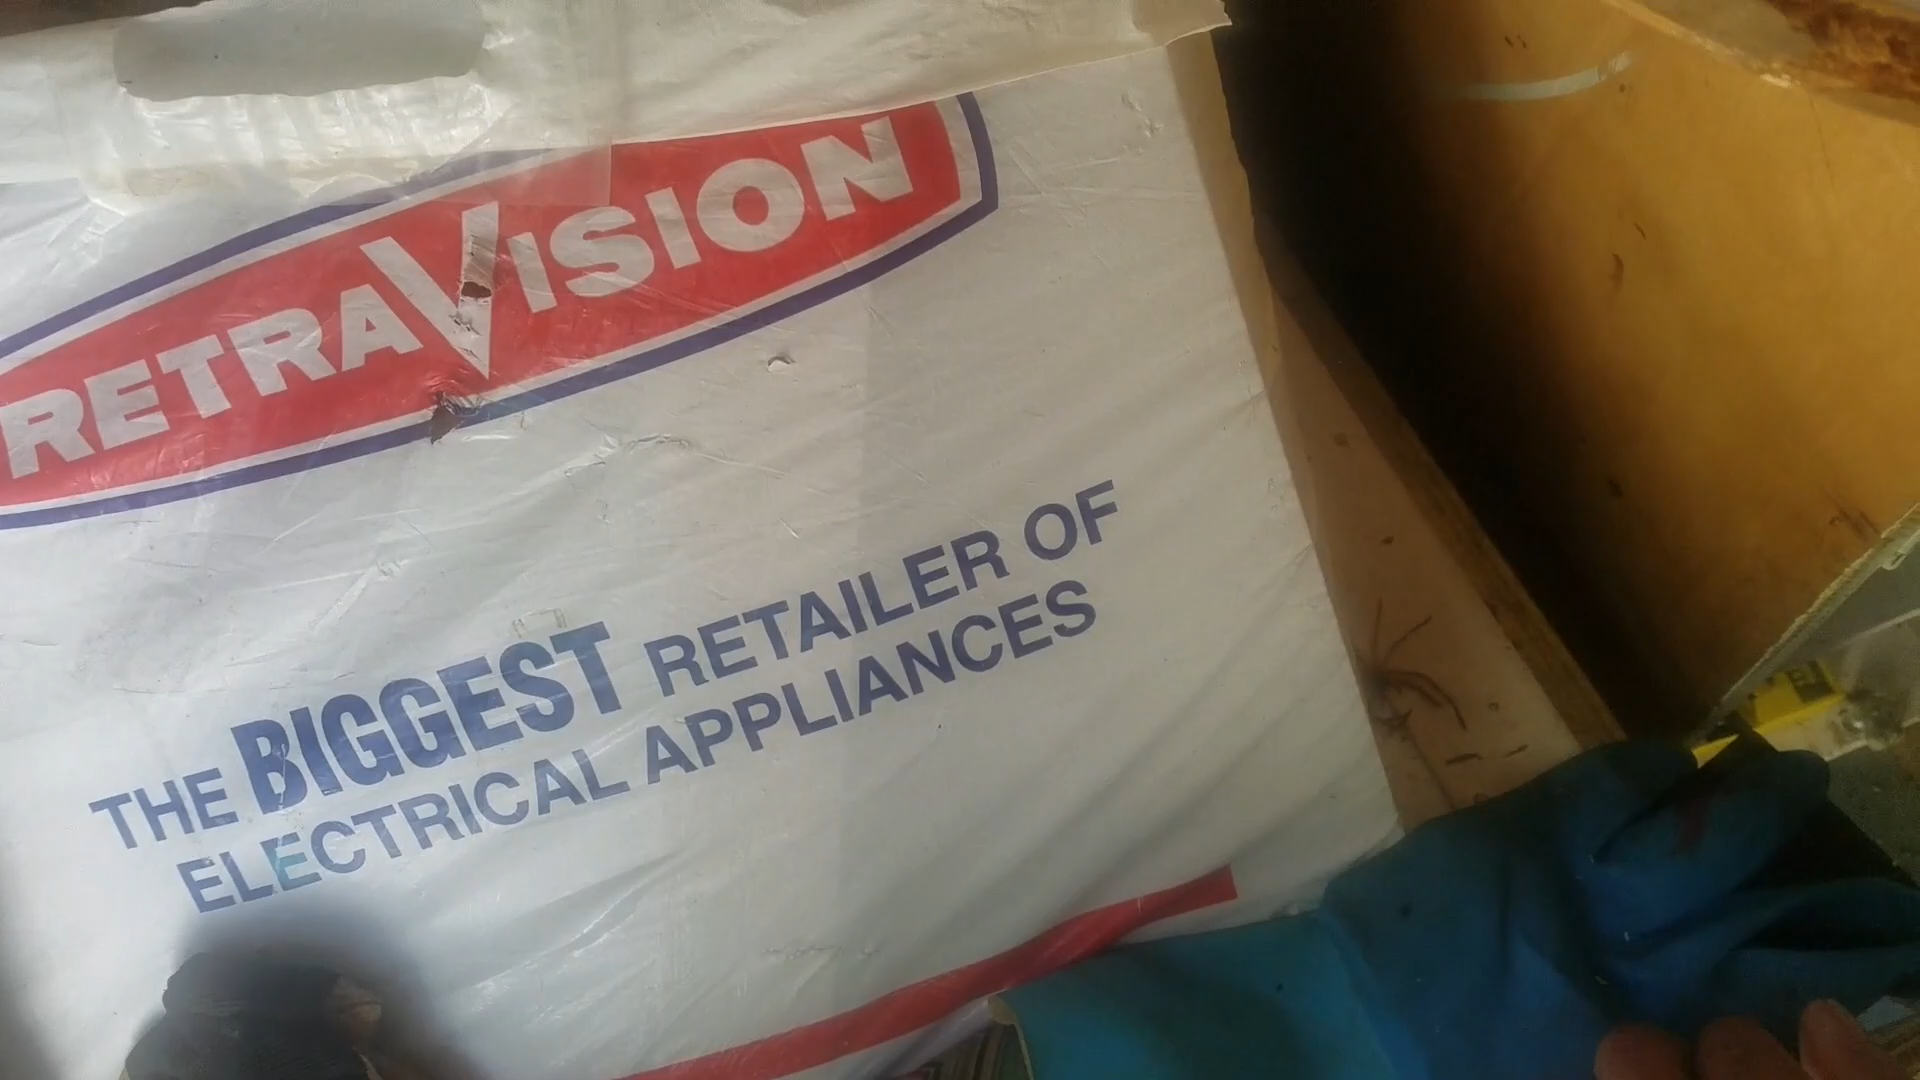 RETRAVISION
THE BIGGEST RETAILER OF
ELECTRICAL APPLIANCES